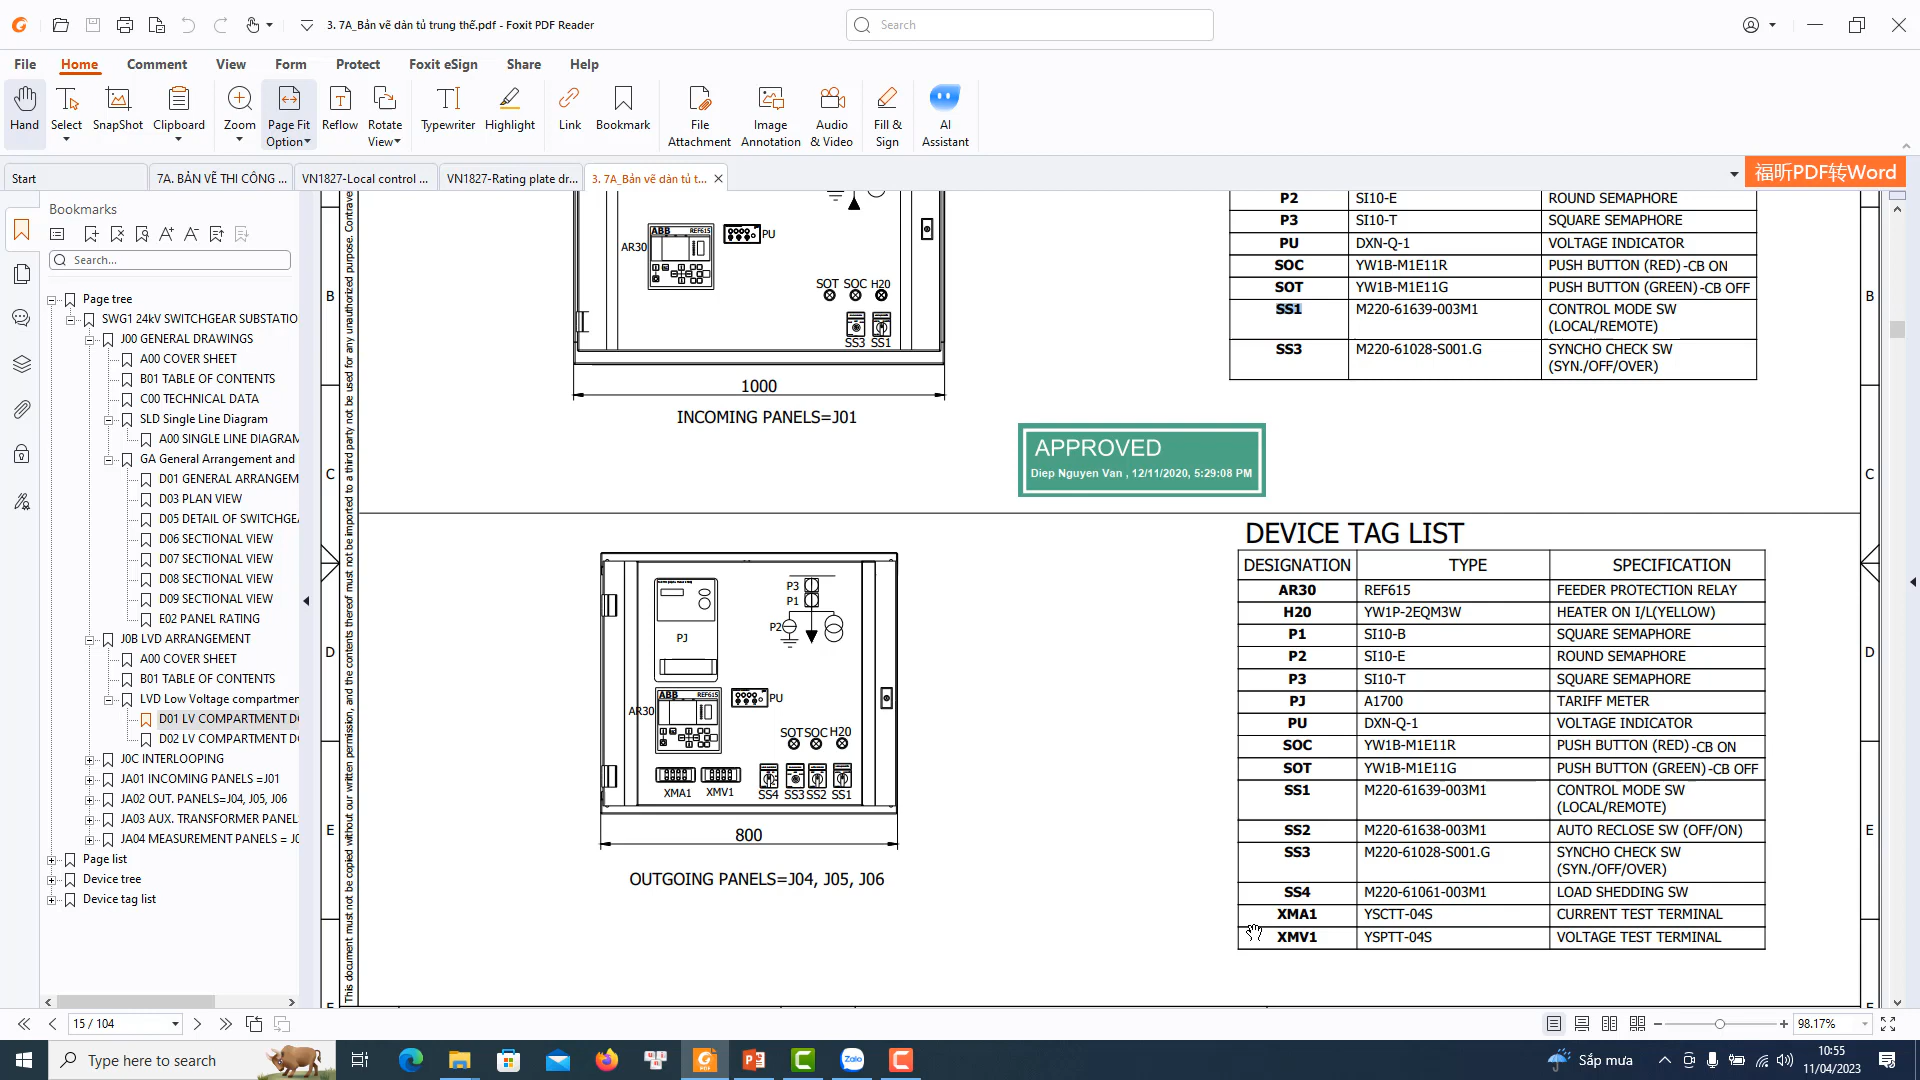 3. 7A_Bản vẽ dàn tủ trung thế.pdf - Foxit PDF Reader
Search
File
Home
Comment
View
Form
Protect
Foxit eSign
Share
Help
Hand
Select
SnapShot
Clipboard
Zoom
Page Fit Option
Reflow
Rotate View
Typewriter
Highlight
Link
Bookmark
File Attachment
Image Annotation
Audio & Video
Fill & Sign
AI Assistant
Start
7A. BẢN VẼ THI CÔNG ...
VN1827-Local control ...
VN1827-Rating plate dr...
3. 7A_Bản vẽ dàn tủ t...
福昕PDF转Word
Bookmarks
Search...
Page tree
SWG1 24kV SWITCHGEAR SUBSTATIO
J00 GENERAL DRAWINGS
A00 COVER SHEET
B01 TABLE OF CONTENTS
C00 TECHNICAL DATA
SLD Single Line Diagram
A00 SINGLE LINE DIAGRAM
GA General Arrangement and
D01 GENERAL ARRANGEM
D03 PLAN VIEW
D05 DETAIL OF SWITCHGEA
D06 SECTIONAL VIEW
D07 SECTIONAL VIEW
D08 SECTIONAL VIEW
D09 SECTIONAL VIEW
E02 PANEL RATING
J0B LVD ARRANGEMENT
A00 COVER SHEET
B01 TABLE OF CONTENTS
LVD Low Voltage compartmen
D01 LV COMPARTMENT DO
D02 LV COMPARTMENT DO
J0C INTERLOOPING
JA01 INCOMING PANELS =J01
JA02 OUT. PANELS=J04, J05, J06
JA03 AUX. TRANSFORMER PANEL
JA04 MEASUREMENT PANELS = J0
Page list
Device tree
Device tag list
This document must not be copied without our written permission, and the contents thereof must not be imported to a third party not be used for any unauthorized purpose. Contrave
B
C
D
E
ABB REF615
AR30
PU
SOT SOC H20
SS3 SS1
1000
INCOMING PANELS=J01
P2 SI10-E ROUND SEMAPHORE
P3 SI10-T SQUARE SEMAPHORE
PU DXN-Q-1 VOLTAGE INDICATOR
SOC YW1B-M1E11R PUSH BUTTON (RED)-CB ON
SOT YW1B-M1E11G PUSH BUTTON (GREEN)-CB OFF
SS1 M220-61639-003M1 CONTROL MODE SW
(LOCAL/REMOTE)
SS3 M220-61028-S001.G SYNCHO CHECK SW
(SYN./OFF/OVER)
B
C
D
E
APPROVED
Diep Nguyen Van , 12/11/2020, 5:29:08 PM
P3
P1
P2
PJ
ABB REF615
AR30
PU
SOT SOC H20
XMA1 XMV1 SS4 SS3 SS2 SS1
800
OUTGOING PANELS=J04, J05, J06
DEVICE TAG LIST
DESIGNATION TYPE SPECIFICATION
AR30 REF615 FEEDER PROTECTION RELAY
H20 YW1P-2EQM3W HEATER ON I/L(YELLOW)
P1 SI10-B SQUARE SEMAPHORE
P2 SI10-E ROUND SEMAPHORE
P3 SI10-T SQUARE SEMAPHORE
PJ A1700 TARIFF METER
PU DXN-Q-1 VOLTAGE INDICATOR
SOC YW1B-M1E11R PUSH BUTTON (RED)-CB ON
SOT YW1B-M1E11G PUSH BUTTON (GREEN)-CB OFF
SS1 M220-61639-003M1 CONTROL MODE SW
(LOCAL/REMOTE)
SS2 M220-61638-003M1 AUTO RECLOSE SW (OFF/ON)
SS3 M220-61028-S001.G SYNCHO CHECK SW
(SYN./OFF/OVER)
SS4 M220-61061-003M1 LOAD SHEDDING SW
XMA1 YSCTT-04S CURRENT TEST TERMINAL
XMV1 YSPTT-04S VOLTAGE TEST TERMINAL
15 / 104
98.17%
Type here to search
Sắp mưa
10:55
11/04/2023